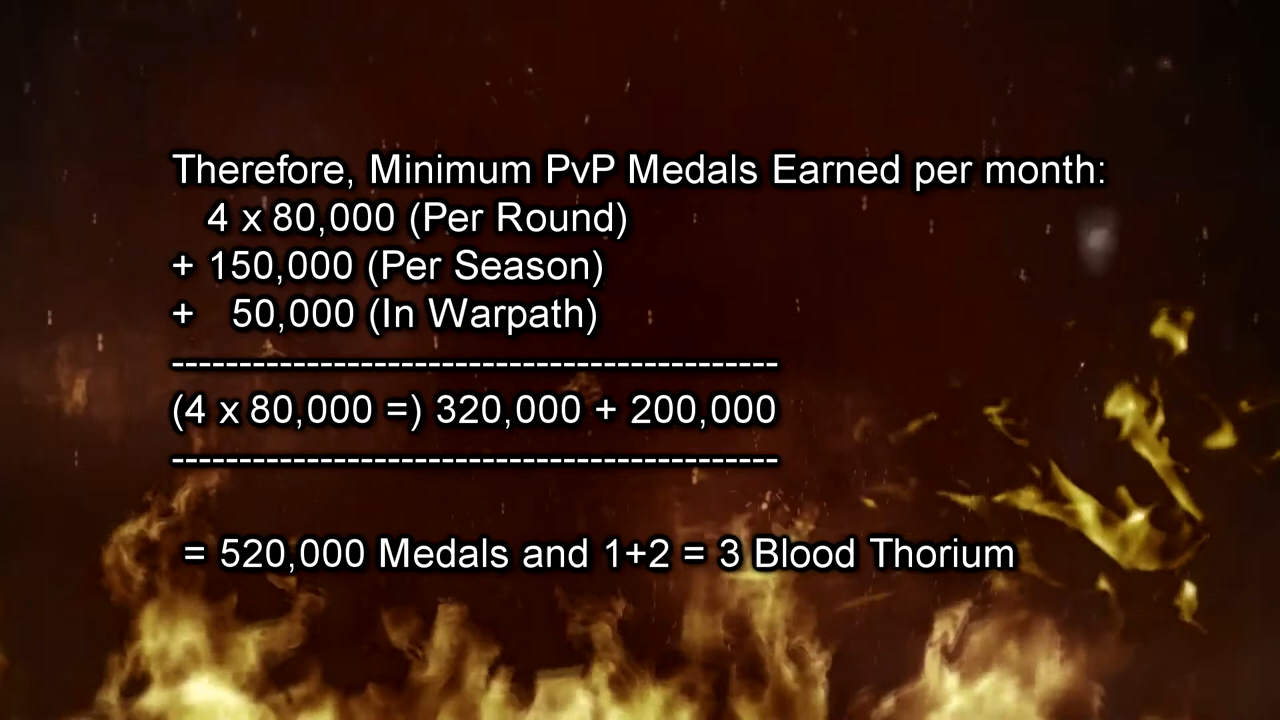 Therefore, Minimum PvP Medals Earned per month:
4 x 80,000 (Per Round)
+ 150,000 (Per Season)
+ 50,000 (In Warpath)
---------------------------------------------
(4 x 80,000 =) 320,000 + 200,000
---------------------------------------------
= 520,000 Medals and 1+2 = 3 Blood Thorium